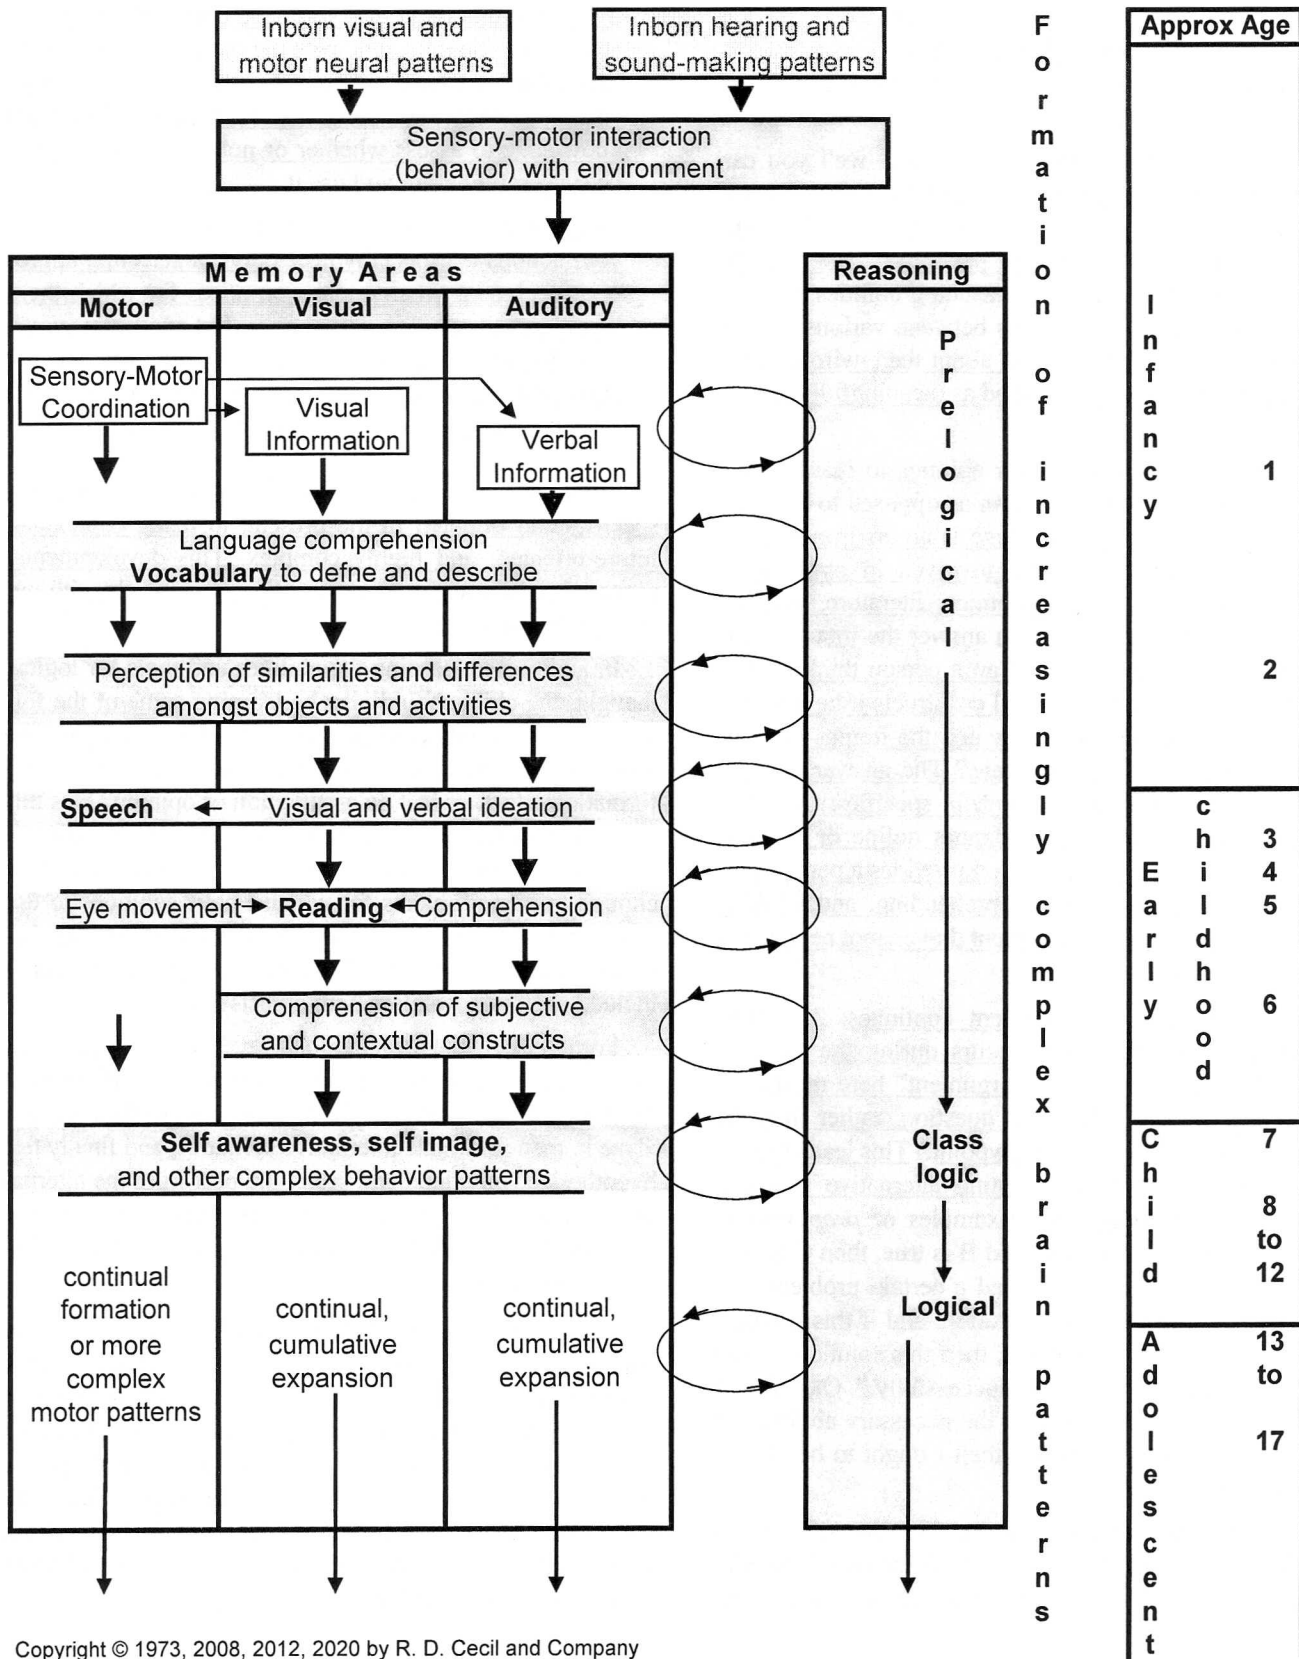 Inborn visual and
motor neural patterns
Inborn hearing and
sound-making patterns
Sensory-motor interaction
(behavior) with environment
Memory Areas
Motor
Visual
Auditory
Sensory-Motor
Coordination
Visual
Information
Verbal
Information
Language comprehension
Vocabulary to defne and describe
Perception of similarities and differences
amongst objects and activities
Speech
Visual and verbal ideation
Eye movement
Reading
Comprehension
Comprenesion of subjective
and contextual constructs
Self awareness, self image,
and other complex behavior patterns
continual
formation
or more
complex
motor patterns
continual,
cumulative
expansion
continual,
cumulative
expansion
Reasoning
Prelogical
Class
logic
Logical
Formation of increasingly complex brain patterns
Approx Age
Infancy
1
2
Early
childhood
3
4
5
6
Child
7
8
to
12
Adolescent
13
to
17
Copyright © 1973, 2008, 2012, 2020 by R. D. Cecil and Company